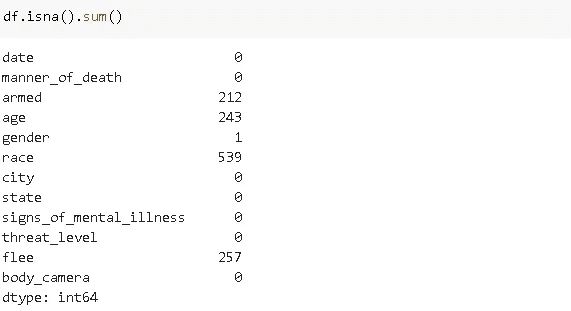 df.isna().sum()
date 0
manner_of_death 0
armed 212
age 243
gender 1
race 539
city 0
state 0
signs_of_mental_illness 0
threat_level 0
flee 257
body_camera 0
dtype: int64